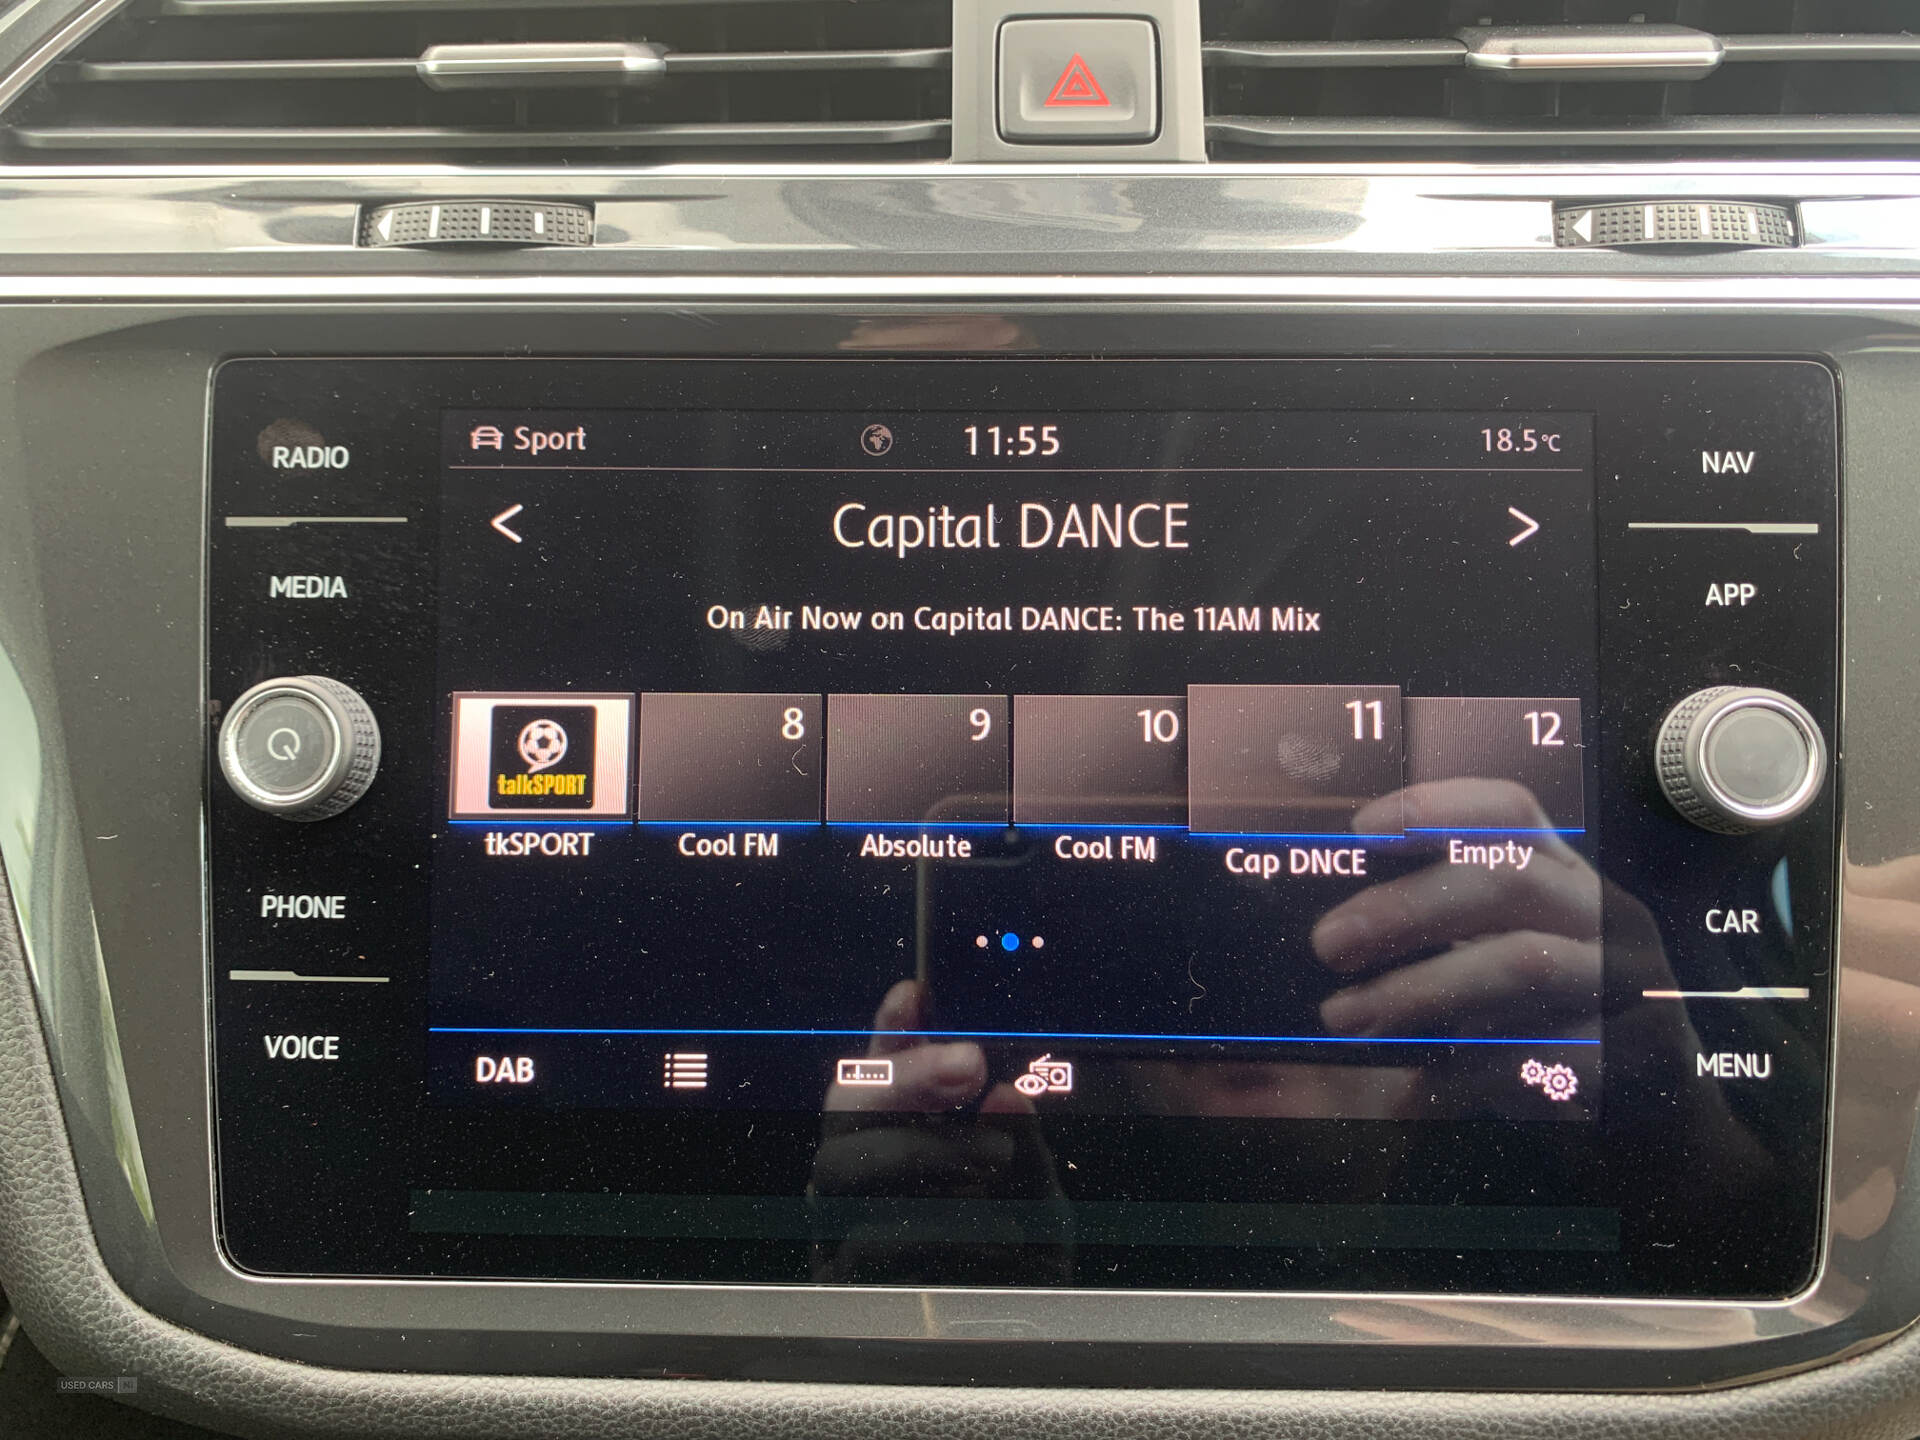 RADIO
MEDIA
PHONE
VOICE
Sport
11:55
18.5°C
<
Capital DANCE
>
On Air Now on Capital DANCE: The 11AM Mix
talkSPORT
8
9
10
11
12
tkSPORT
Cool FM
Absolute
Cool FM
Cap DNCE
Empty
DAB
NAV
APP
CAR
MENU
USED CARS NI